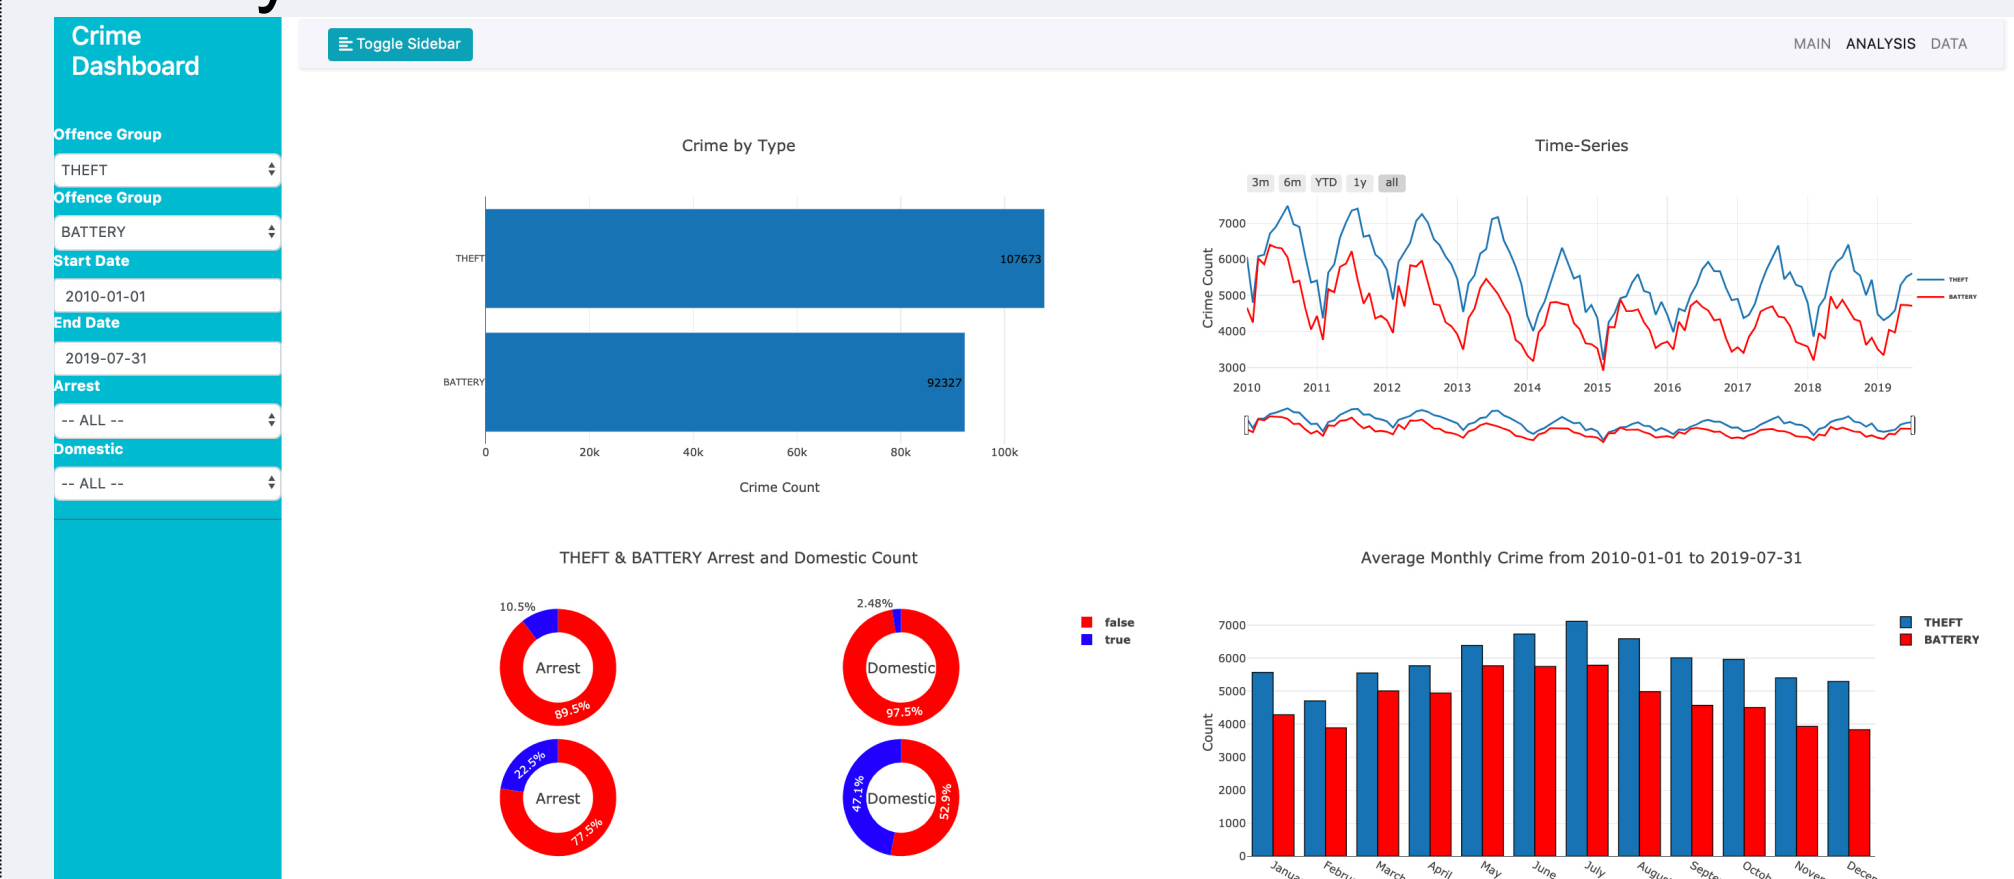 Crime
Dashboard
Toggle Sidebar
MAIN ANALYSIS DATA
Offence Group
THEFT
Offence Group
BATTERY
Start Date
2010-01-01
End Date
2019-07-31
Arrest
-- ALL --
Domestic
-- ALL --
Crime by Type
THEFT
107673
BATTERY
92327
0 20k 40k 60k 80k 100k
Crime Count
Time-Series
3m 6m YTD 1y all
Crime Count
7000
6000
5000
4000
3000
2010 2011 2012 2013 2014 2015 2016 2017 2018 2019
THEFT
BATTERY
THEFT & BATTERY Arrest and Domestic Count
10.5%
Arrest
89.5%
2.48%
Domestic
97.5%
false
true
22.5%
Arrest
77.5%
47.1%
Domestic
52.9%
Average Monthly Crime from 2010-01-01 to 2019-07-31
Count
7000
6000
5000
4000
3000
2000
1000
0
March April May June July
THEFT
BATTERY